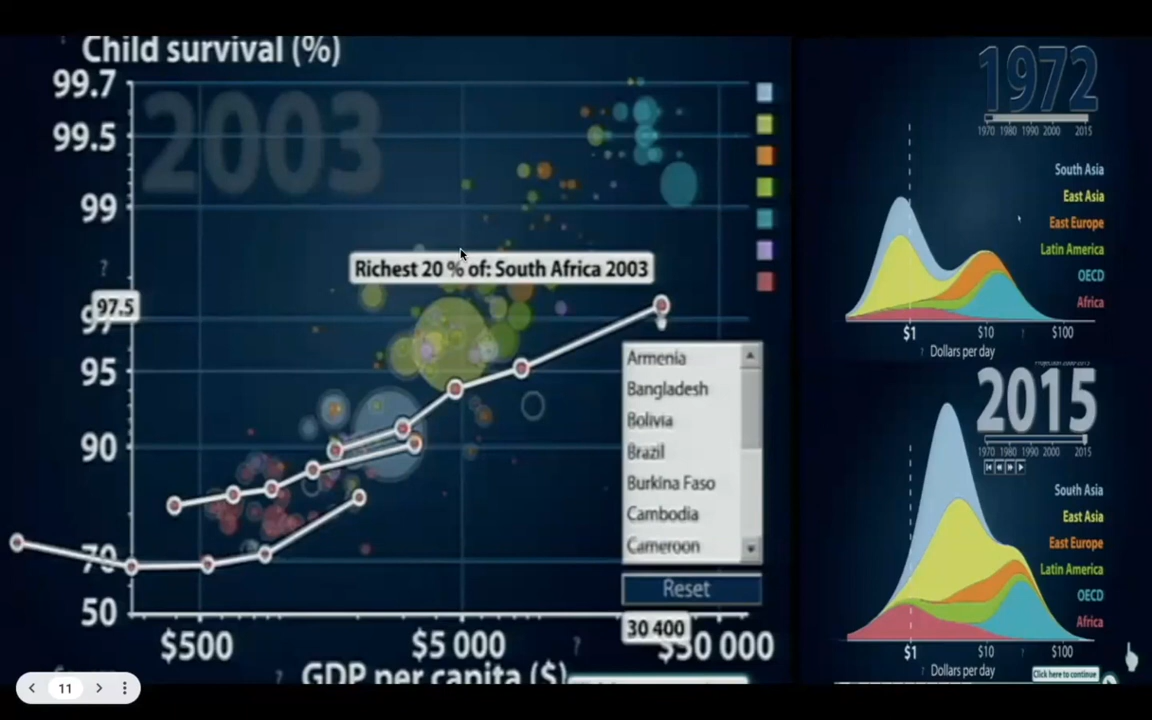 Child survival (%)
99.7
2003
99.5
99
?
Richest 20 % of: South Africa 2003
97.5
97
95
90
70
50
Armenia
Bangladesh
Bolivia
Brazil
Burkina Faso
Cambodia
Cameroon
Reset
30 400
$500
$5 000
?
$50 000
?
GDP per capita ($)
11
1972
1970 1980 1990 2000 2015
South Asia
East Asia
East Europe
Latin America
OECD
Africa
$1 $10 ? $100
? Dollars per day
2015
1970 1980 1990 2000 2015
South Asia
East Asia
East Europe
Latin America
OECD
Africa
$1 $10 ? $100
? Dollars per day
Click here to continue